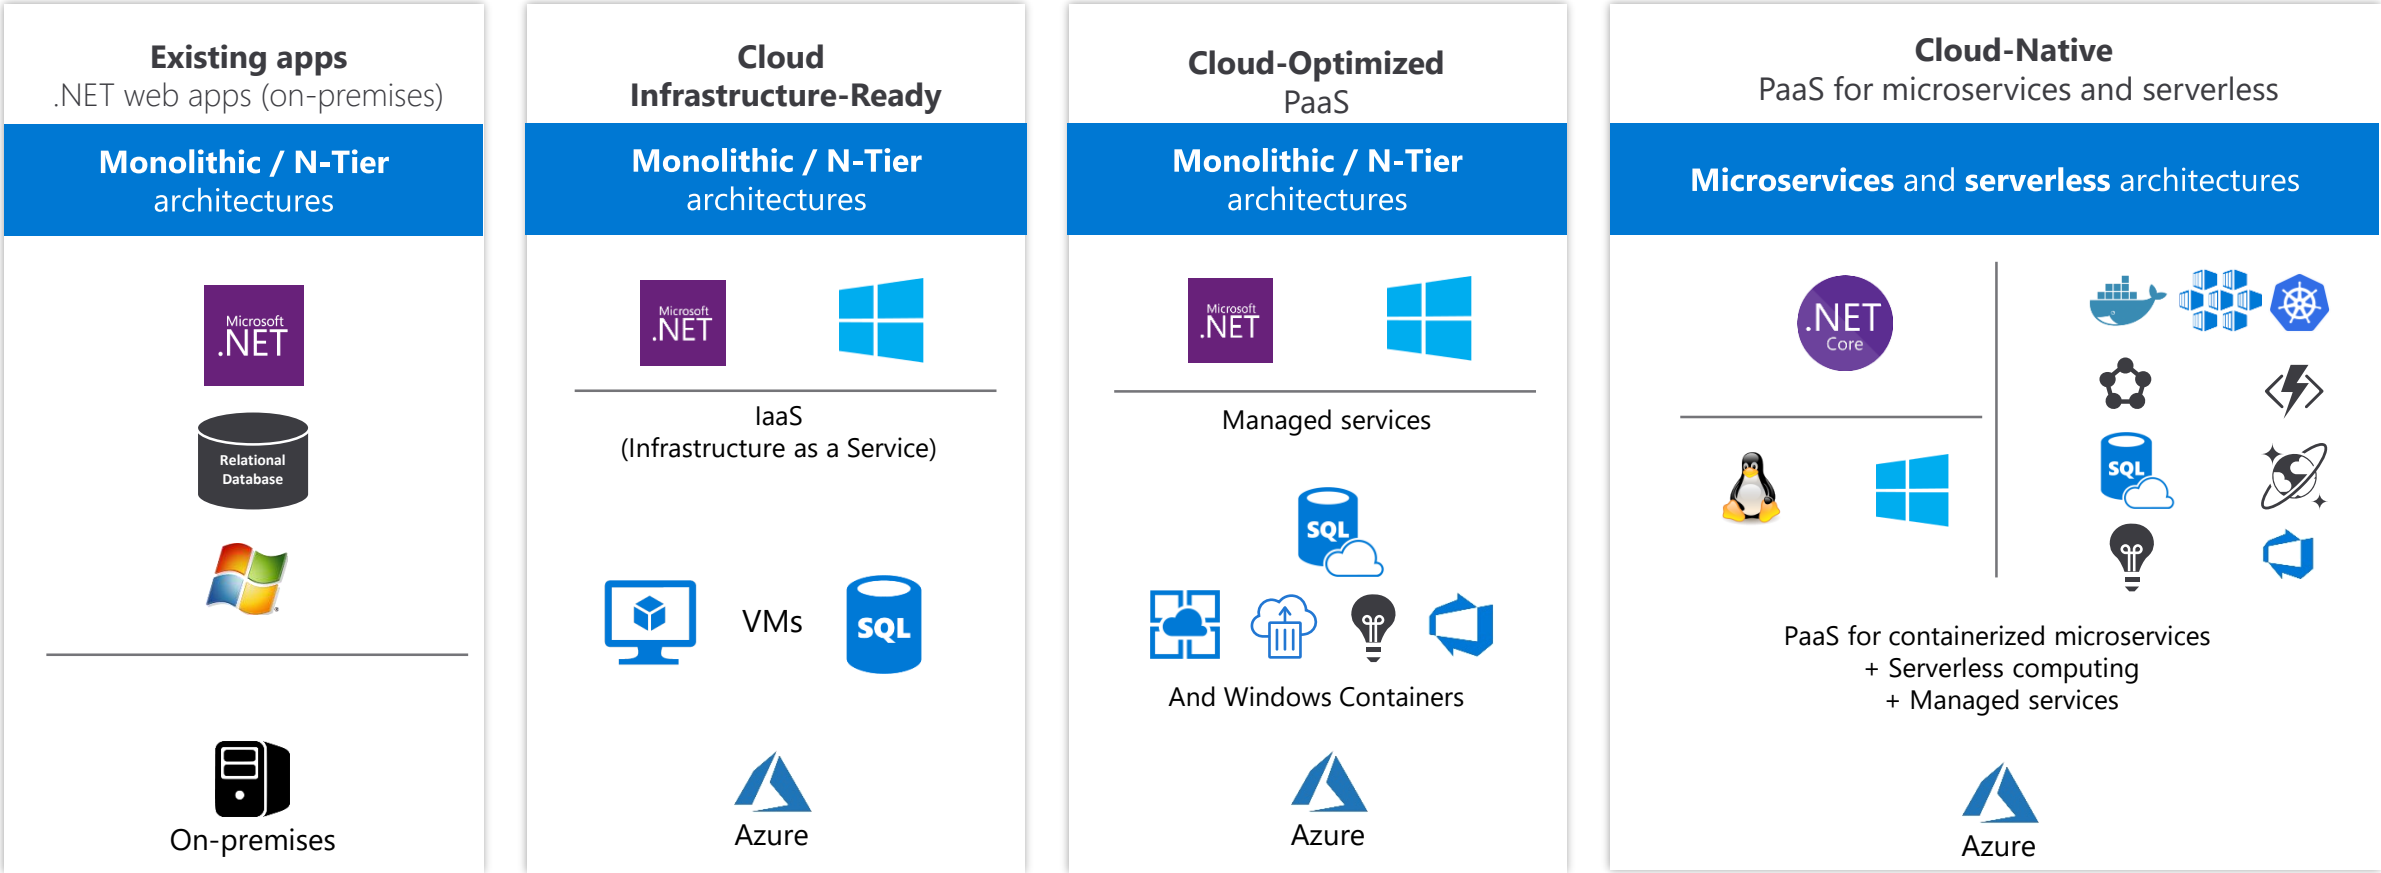 Existing apps
.NET web apps (on-premises)
Monolithic / N-Tier
architectures
Microsoft
.NET
Relational
Database
On-premises
Cloud
Infrastructure-Ready
Monolithic / N-Tier
architectures
Microsoft
.NET
IaaS
(Infrastructure as a Service)
VMs
SQL
Azure
Cloud-Optimized
PaaS
Monolithic / N-Tier
architectures
Microsoft
.NET
Managed services
SQL
And Windows Containers
Azure
Cloud-Native
PaaS for microservices and serverless
Microservices and serverless architectures
.NET
Core
SQL
PaaS for containerized microservices
+ Serverless computing
+ Managed services
Azure